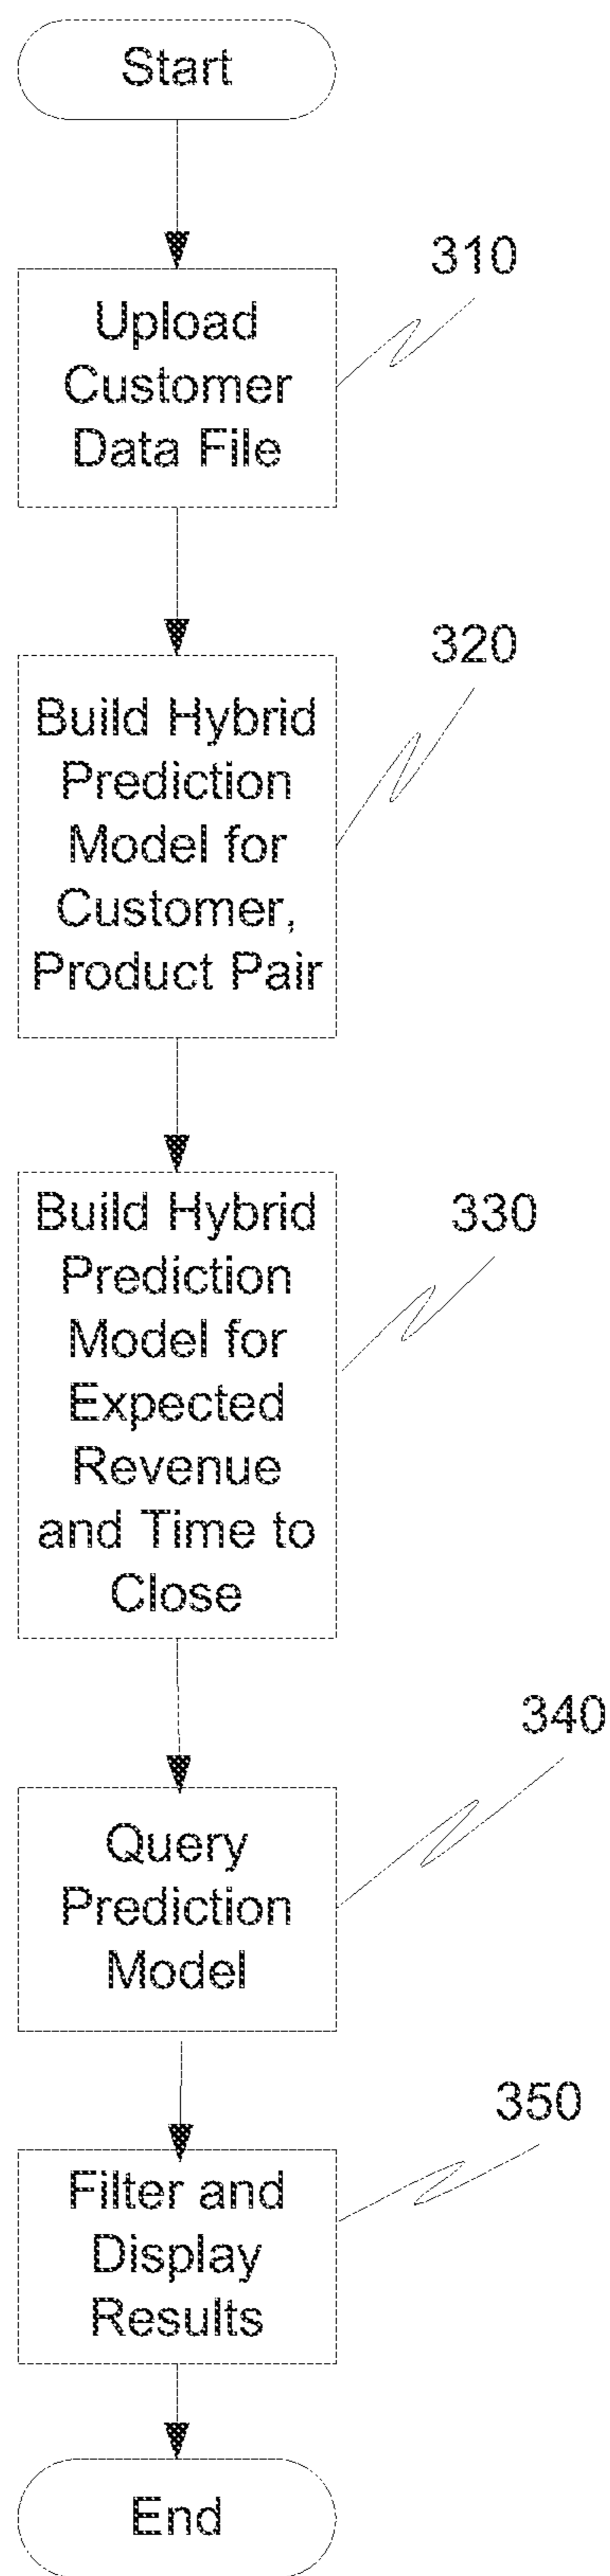 Start
310
Upload
Customer
Data File
320
Build Hybrid
Prediction
Model for
Customer,
Product Pair
330
Build Hybrid
Prediction
Model for
Expected
Revenue
and Time to
Close
340
Query
Prediction
Model
350
Filter and
Display
Results
End